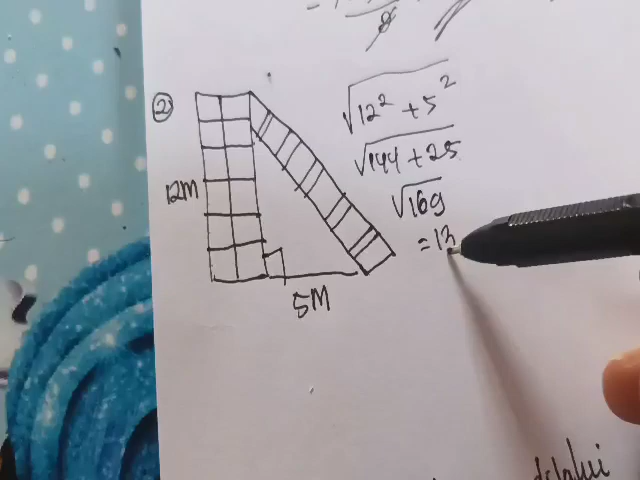 ②
12M
5M
√12² + 5²
√144 + 25
√169
= 13